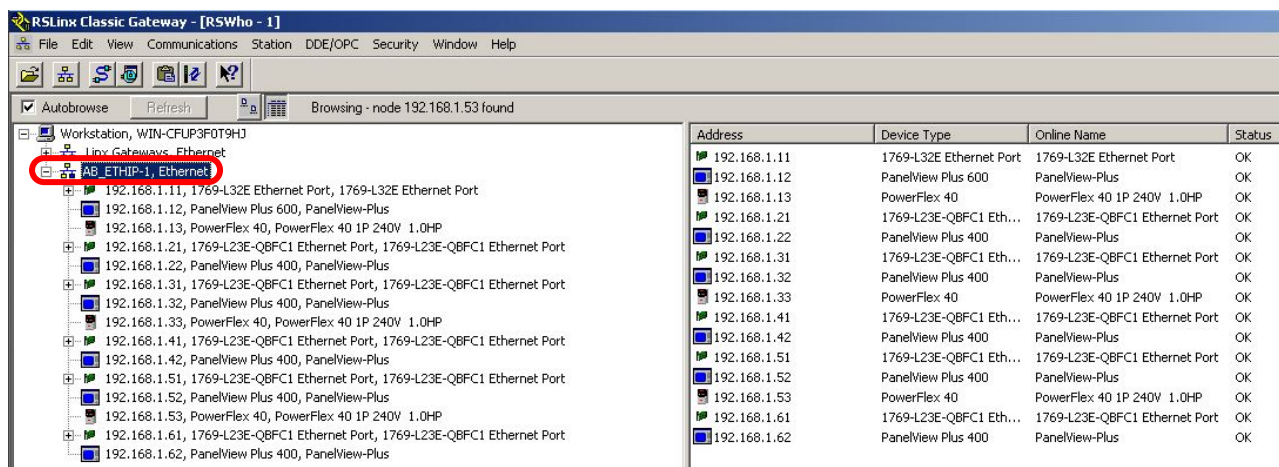 RSLinx Classic Gateway - [RSWho - 1]
File Edit View Communications Station DDE/OPC Security Window Help
Autobrowse Refresh Browsing - node 192.168.1.53 found
Workstation, WIN-CFUP3F0T9HJ
Linx Gateways, Ethernet
AB_ETHIP-1, Ethernet
192.168.1.11, 1769-L32E Ethernet Port, 1769-L32E Ethernet Port
192.168.1.12, PanelView Plus 600, PanelView-Plus
192.168.1.13, PowerFlex 40, PowerFlex 40 1P 240V 1.0HP
192.168.1.21, 1769-L23E-QBFC1 Ethernet Port, 1769-L23E-QBFC1 Ethernet Port
192.168.1.22, PanelView Plus 400, PanelView-Plus
192.168.1.31, 1769-L23E-QBFC1 Ethernet Port, 1769-L23E-QBFC1 Ethernet Port
192.168.1.32, PanelView Plus 400, PanelView-Plus
192.168.1.33, PowerFlex 40, PowerFlex 40 1P 240V 1.0HP
192.168.1.41, 1769-L23E-QBFC1 Ethernet Port, 1769-L23E-QBFC1 Ethernet Port
192.168.1.42, PanelView Plus 400, PanelView-Plus
192.168.1.51, 1769-L23E-QBFC1 Ethernet Port, 1769-L23E-QBFC1 Ethernet Port
192.168.1.52, PanelView Plus 400, PanelView-Plus
192.168.1.53, PowerFlex 40, PowerFlex 40 1P 240V 1.0HP
192.168.1.61, 1769-L23E-QBFC1 Ethernet Port, 1769-L23E-QBFC1 Ethernet Port
192.168.1.62, PanelView Plus 400, PanelView-Plus
Address Device Type Online Name Status
192.168.1.11 1769-L32E Ethernet Port 1769-L32E Ethernet Port OK
192.168.1.12 PanelView Plus 600 PanelView-Plus OK
192.168.1.13 PowerFlex 40 PowerFlex 40 1P 240V 1.0HP OK
192.168.1.21 1769-L23E-QBFC1 Eth... 1769-L23E-QBFC1 Ethernet Port OK
192.168.1.22 PanelView Plus 400 PanelView-Plus OK
192.168.1.31 1769-L23E-QBFC1 Eth... 1769-L23E-QBFC1 Ethernet Port OK
192.168.1.32 PanelView Plus 400 PanelView-Plus OK
192.168.1.33 PowerFlex 40 PowerFlex 40 1P 240V 1.0HP OK
192.168.1.41 1769-L23E-QBFC1 Eth... 1769-L23E-QBFC1 Ethernet Port OK
192.168.1.42 PanelView Plus 400 PanelView-Plus OK
192.168.1.51 1769-L23E-QBFC1 Eth... 1769-L23E-QBFC1 Ethernet Port OK
192.168.1.52 PanelView Plus 400 PanelView-Plus OK
192.168.1.53 PowerFlex 40 PowerFlex 40 1P 240V 1.0HP OK
192.168.1.61 1769-L23E-QBFC1 Eth... 1769-L23E-QBFC1 Ethernet Port OK
192.168.1.62 PanelView Plus 400 PanelView-Plus OK